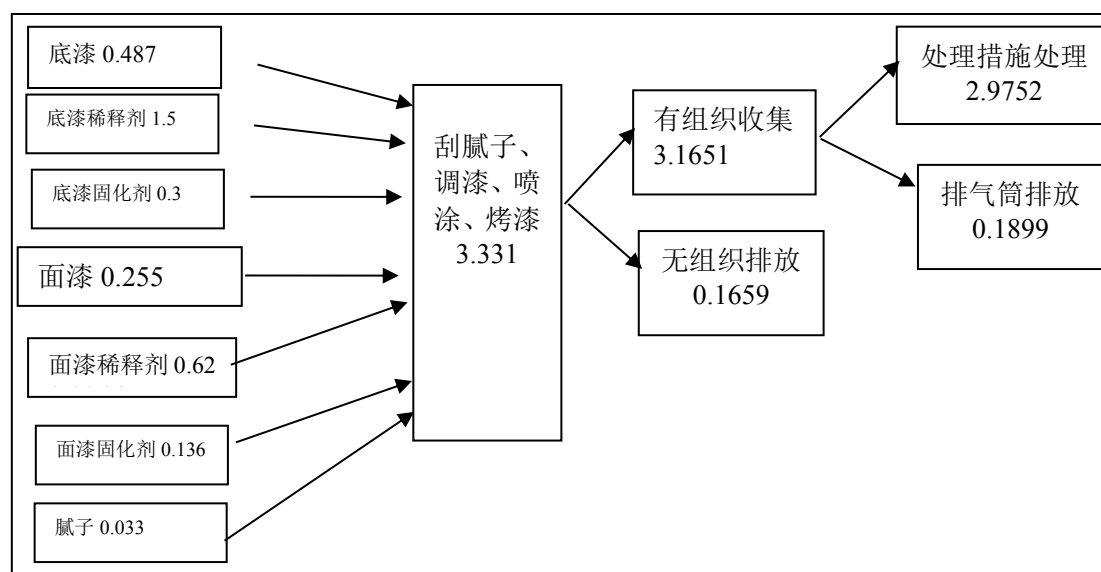 底漆 0.487
底漆稀释剂 1.5
底漆固化剂 0.3
面漆 0.255
面漆稀释剂 0.62
面漆固化剂 0.136
腻子 0.033
刮腻子、
调漆、喷
涂、烤漆
3.331
有组织收集
3.1651
无组织排放
0.1659
处理措施处理
2.9752
排气筒排放
0.1899